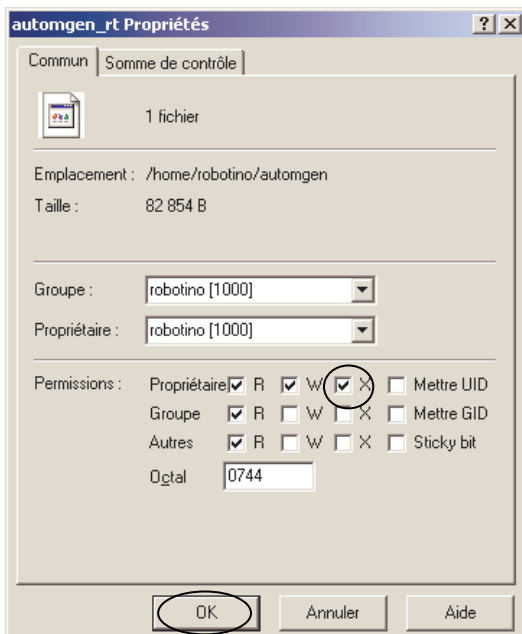 automgen_rt Propriétés
Commun Somme de contrôle
1 fichier
Emplacement : /home/robotino/automgen
Taille : 82 854 B
Groupe : robotino [1000]
Propriétaire : robotino [1000]
Permissions : Propriétaire R W X Mettre UID
Groupe R W X Mettre GID
Autres R W X Sticky bit
Octal 0744
OK Annuler Aide